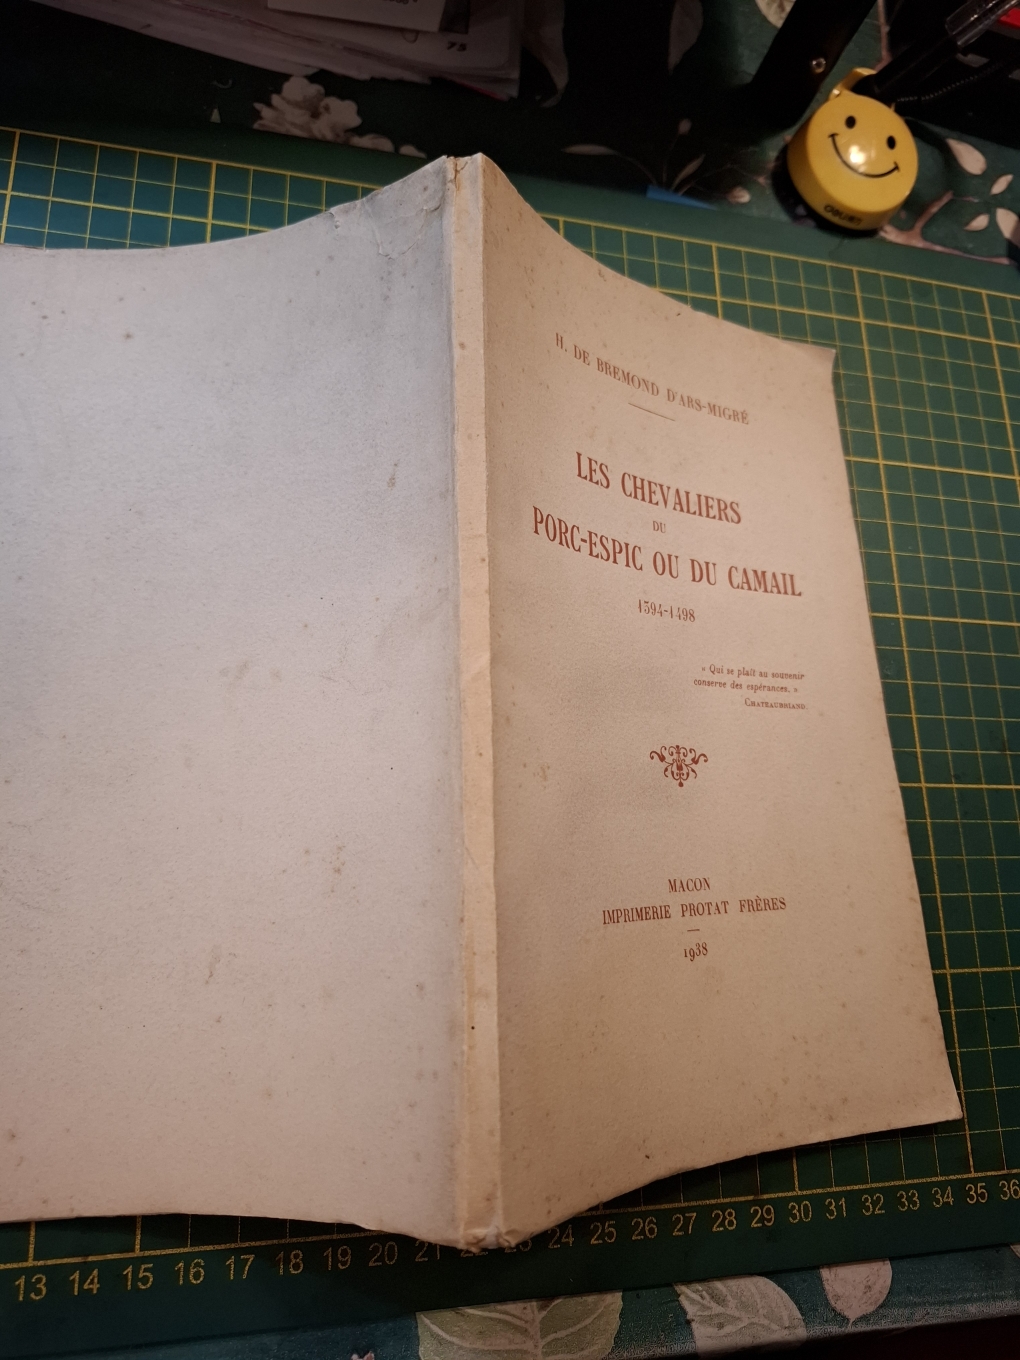 75
H. DE BREMOND D'ARS-MIGRÉ
LES CHEVALIERS
DU
PORC-ESPIC OU DU CAMAIL
1394-1498
« Qui se plaît au souvenir
conserve des espérances. »
CHATEAUBRIAND.
MACON
IMPRIMERIE PROTAT FRÈRES
1938
13 14 15 16 17 18 19 20 21 22 23 24 25 26 27 28 29 30 31 32 33 34 35 36